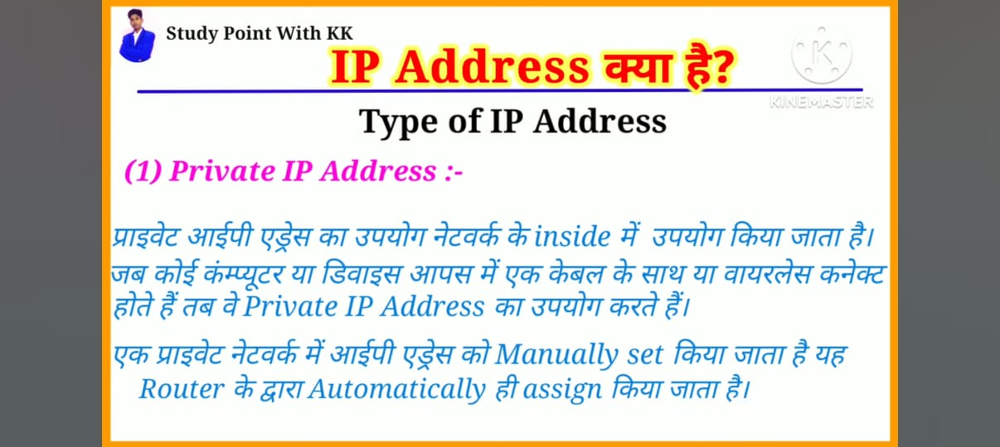 Study Point With KK
IP Address क्या है?
KINEMASTER
Type of IP Address
(1) Private IP Address :-
प्राइवेट आईपी एड्रेस का उपयोग नेटवर्क के inside में उपयोग किया जाता है।
जब कोई कंम्प्यूटर या डिवाइस आपस में एक केबल के साथ या वायरलेस कनेक्ट
होते हैं तब वे Private IP Address का उपयोग करते हैं।
एक प्राइवेट नेटवर्क में आईपी एड्रेस को Manually set किया जाता है यह
Router के द्वारा Automatically ही assign किया जाता है।